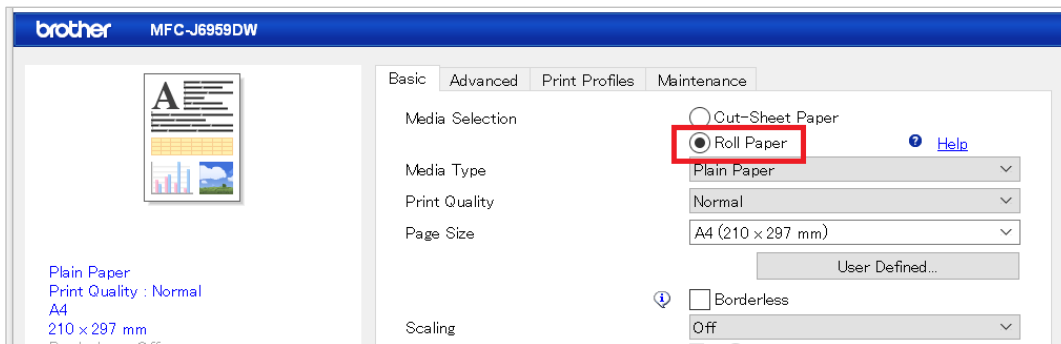 brother MFC-J6959DW
Basic Advanced Print Profiles Maintenance
A
Media Selection Cut-Sheet Paper
Roll Paper Help
Media Type Plain Paper
Print Quality Normal
Page Size A4 (210 × 297 mm)
User Defined...
Borderless
Scaling Off
Plain Paper
Print Quality : Normal
A4
210 × 297 mm